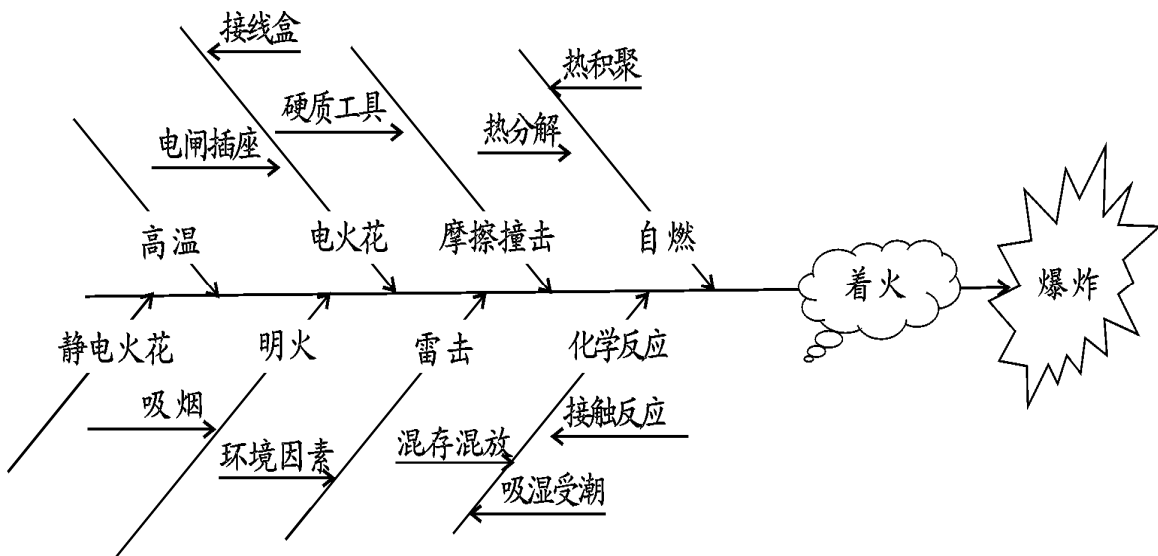 接线盒
热积聚
硬质工具
热分解
电闸插座
高温
电火花
摩擦撞击
自燃
着火
爆炸
静电火花
明火
雷击
化学反应
吸烟
接触反应
混存混放
环境因素
吸湿受潮